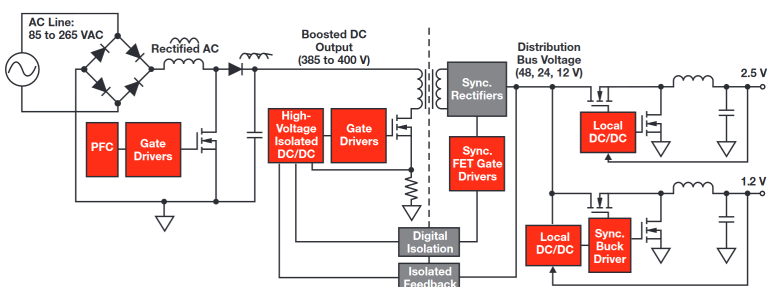 AC Line:
85 to 265 VAC
Rectified AC
Boosted DC
Output
(385 to 400 V)
Distribution
Bus Voltage
(48, 24, 12 V)
2.5 V
Sync.
Rectifiers
PFC
Gate
Drivers
High-
Voltage
Isolated
DC/DC
Gate
Drivers
Sync.
FET Gate
Drivers
Local
DC/DC
1.2 V
Digital
Isolation
Local
DC/DC
Sync.
Buck
Driver
Isolated
Feedback